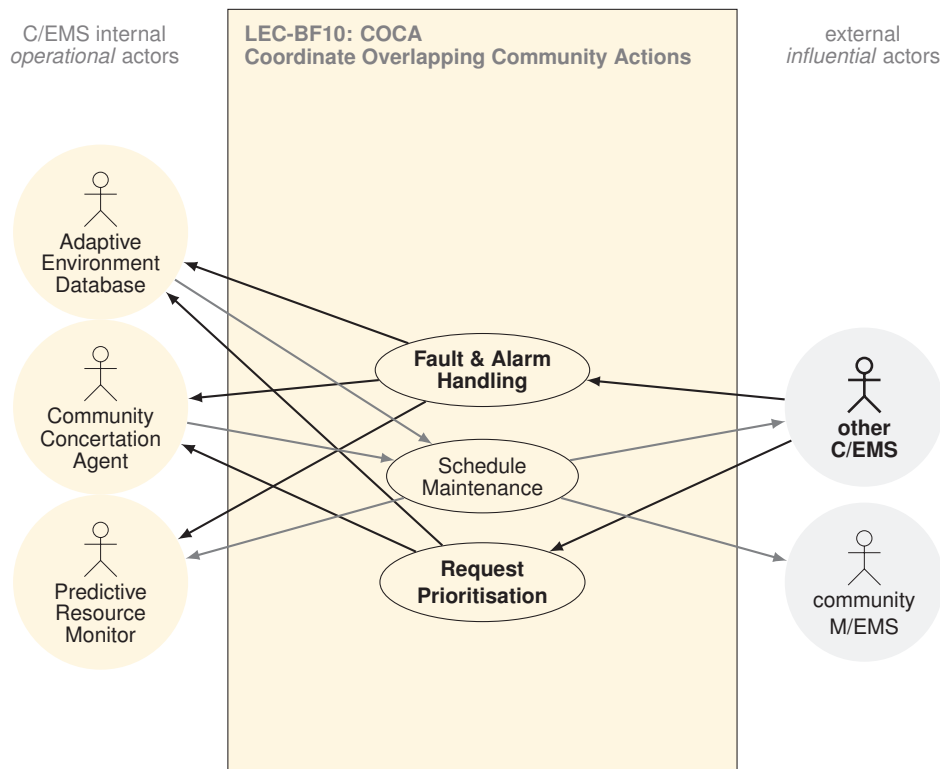 C/EMS internal
operational actors
LEC-BF10: COCA
Coordinate Overlapping Community Actions
external
influential actors
Adaptive
Environment
Database
Community
Concertation
Agent
Predictive
Resource
Monitor
Fault & Alarm
Handling
Schedule
Maintenance
Request
Prioritisation
other
C/EMS
community
M/EMS